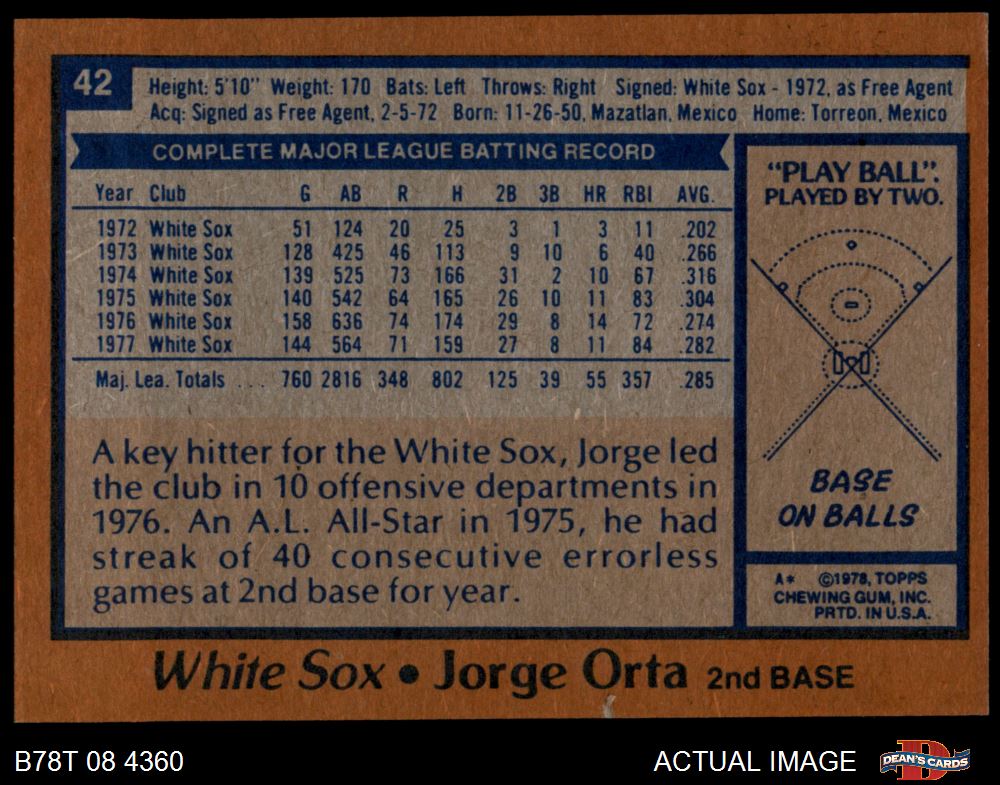 42
Height: 5'10" Weight: 170 Bats: Left Throws: Right Signed: White Sox - 1972, as Free Agent
Acq: Signed as Free Agent, 2-5-72 Born: 11-26-50, Mazatlan, Mexico Home: Torreon, Mexico
COMPLETE MAJOR LEAGUE BATTING RECORD
Year Club G AB R H 2B 3B HR RBI AVG.
1972 White Sox 51 124 20 25 3 1 3 11 .202
1973 White Sox 128 425 46 113 9 10 6 40 .266
1974 White Sox 139 525 73 166 31 2 10 67 .316
1975 White Sox 140 542 64 165 26 10 11 83 .304
1976 White Sox 158 636 74 174 29 8 14 72 .274
1977 White Sox 144 564 71 159 27 8 11 84 .282
Maj. Lea. Totals ... 760 2816 348 802 125 39 55 357 .285
A key hitter for the White Sox, Jorge led
the club in 10 offensive departments in
1976. An A.L. All-Star in 1975, he had
streak of 40 consecutive errorless
games at 2nd base for year.
"PLAY BALL".
PLAYED BY TWO.
BASE
ON BALLS
A* ©1978, TOPPS
CHEWING GUM, INC.
PRTD. IN U.S.A.
White Sox • Jorge Orta 2nd BASE
B78T 08 4360
ACTUAL IMAGE
D
DEAN'S CARDS